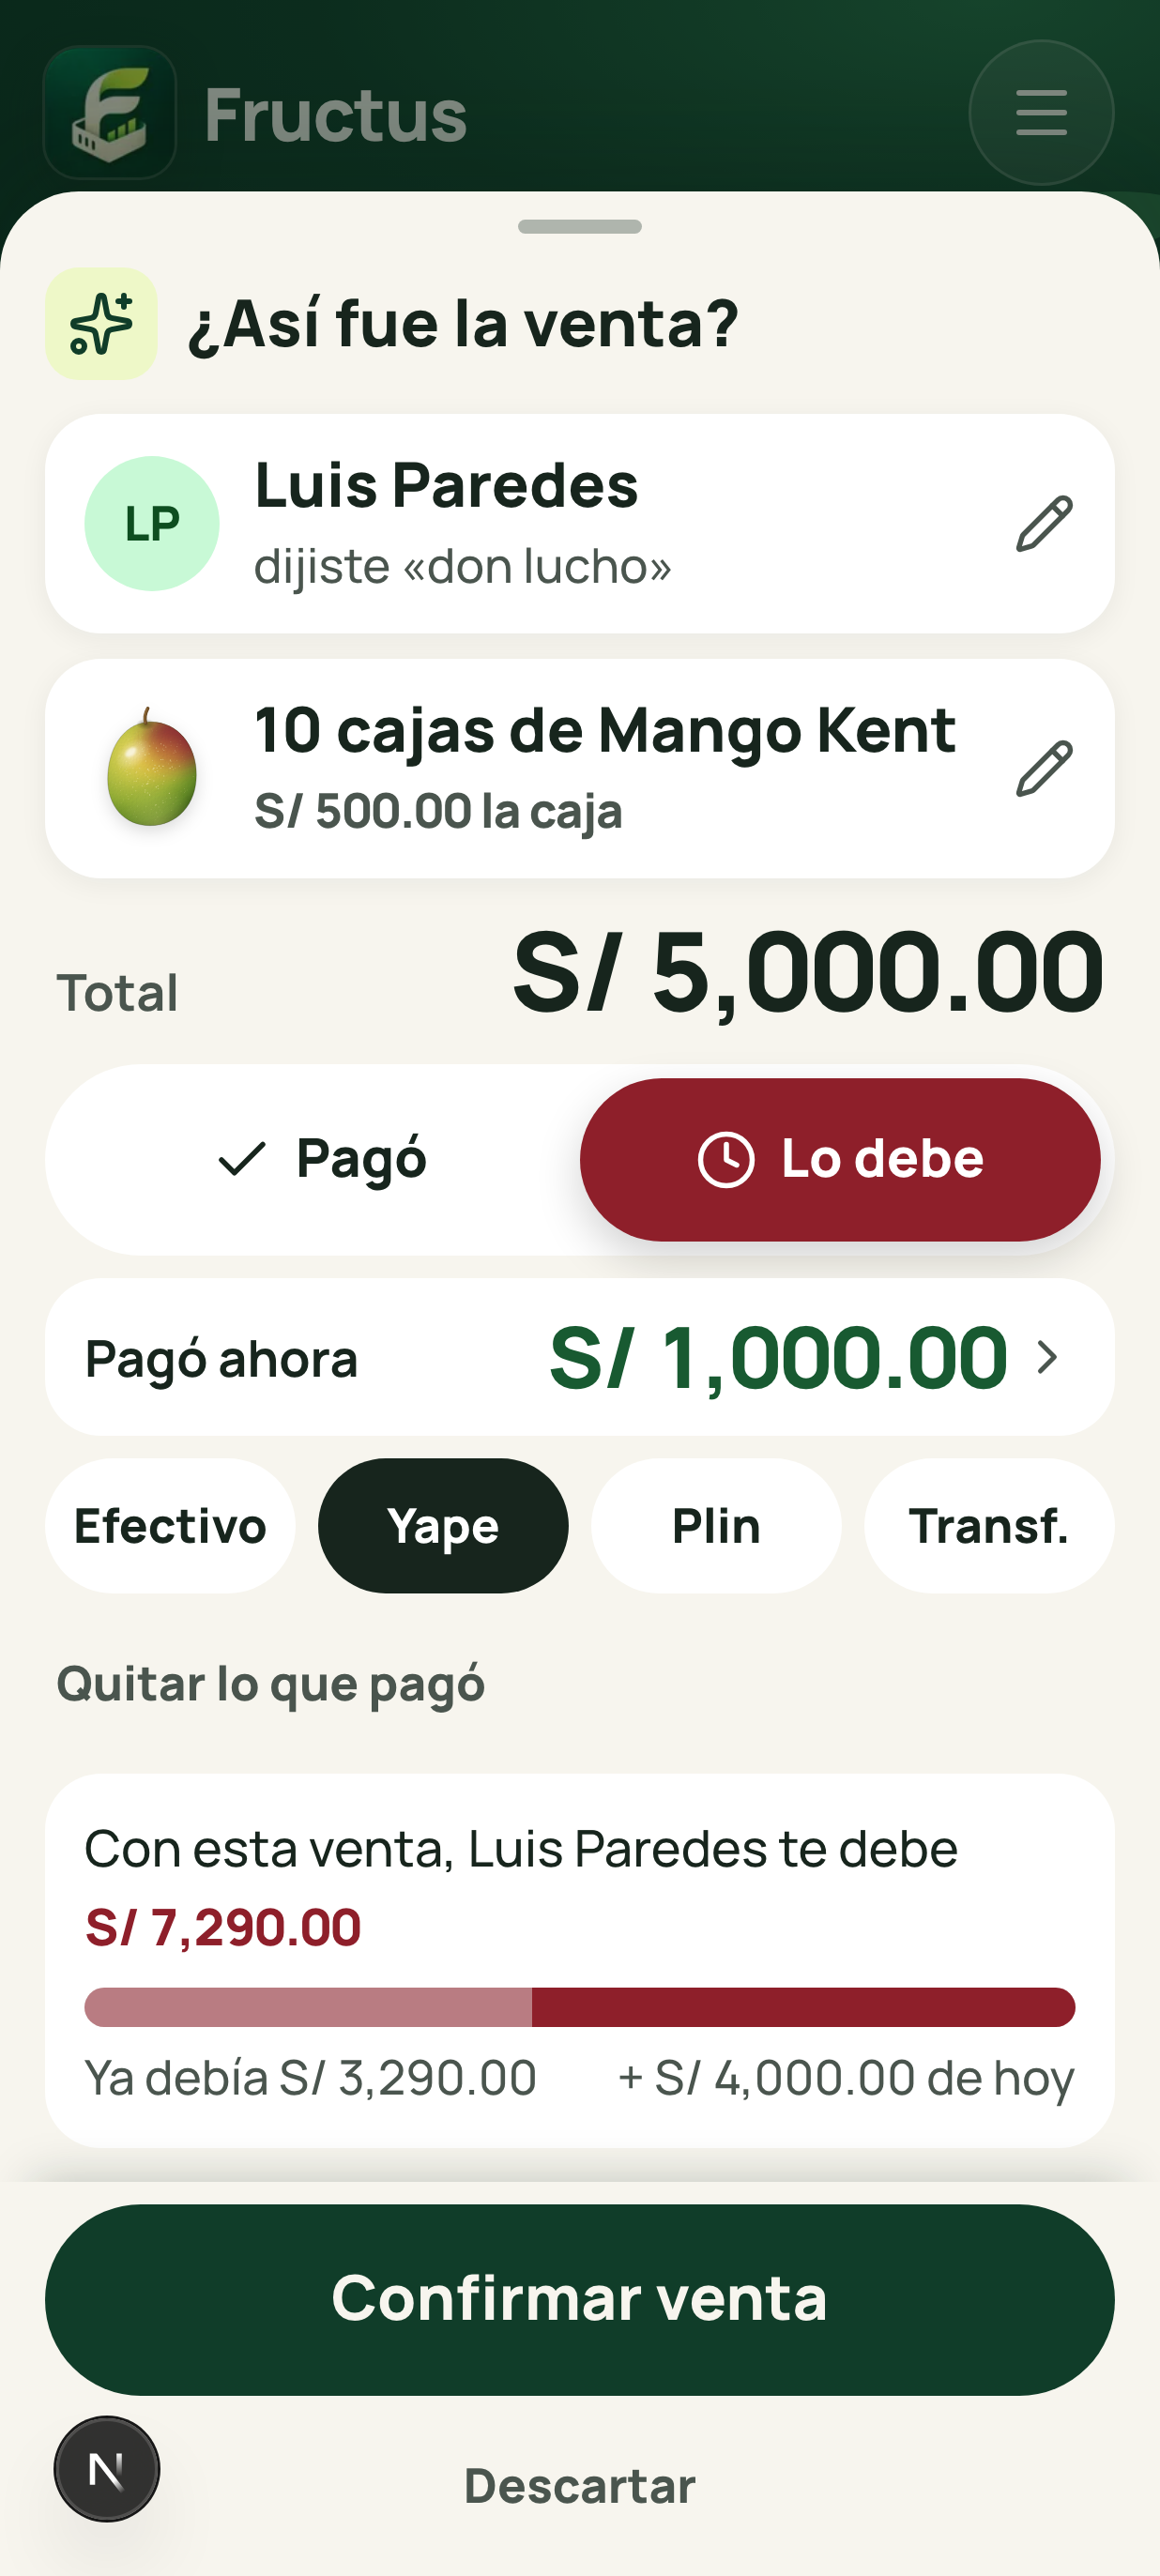 Fructus
¿Así fue la venta?
LP
Luis Paredes
dijiste «don lucho»
10 cajas de Mango Kent
S/ 500.00 la caja
Total
S/ 5,000.00
Pagó
Lo debe
Pagó ahora
S/ 1,000.00
Efectivo
Yape
Plin
Transf.
Quitar lo que pagó
Con esta venta, Luis Paredes te debe
S/ 7,290.00
Ya debía S/ 3,290.00
+ S/ 4,000.00 de hoy
Confirmar venta
N
Descartar